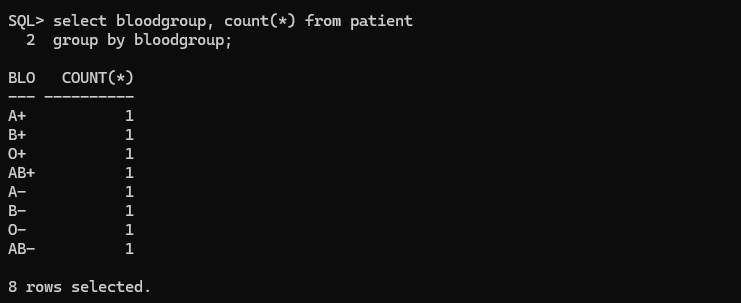 SQL> select bloodgroup, count(*) from patient
  2  group by bloodgroup;

BLO   COUNT(*)
--- ----------
A+           1
B+           1
O+           1
AB+          1
A-           1
B-           1
O-           1
AB-          1

8 rows selected.